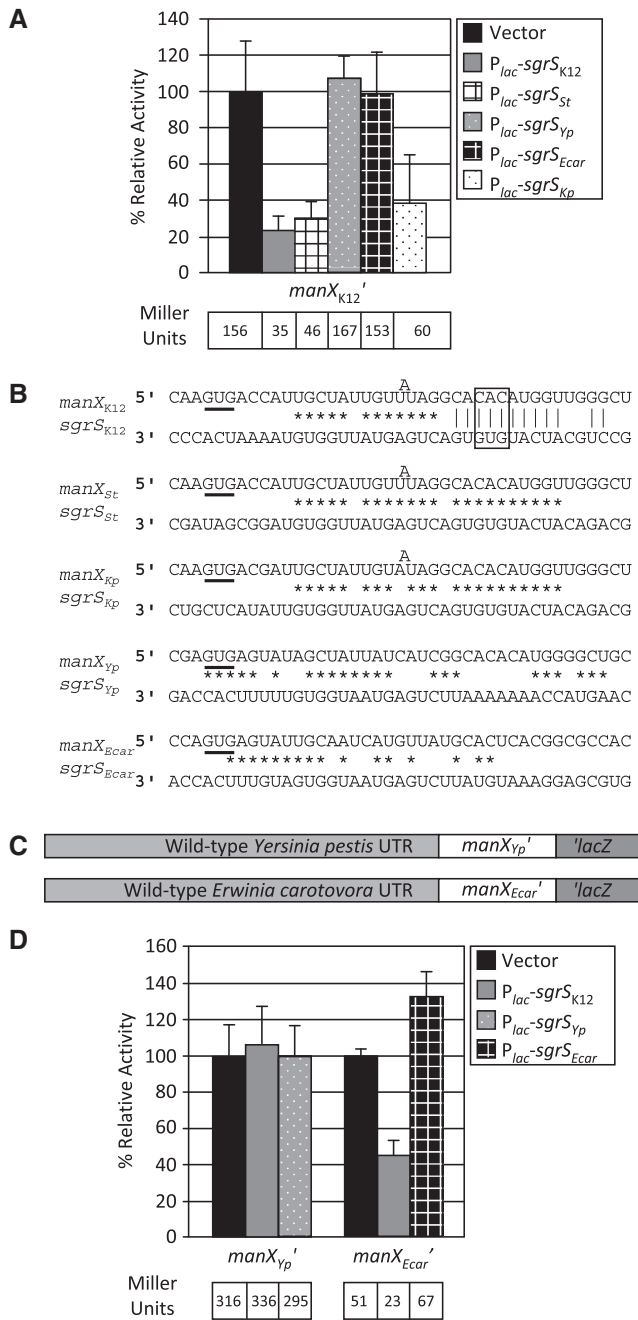 A
140
120
100
80
60
40
20
0
% Relative Activity
Vector
Plac-sgrSK12
Plac-sgrSSt
Plac-sgrSYp
Plac-sgrSEcar
Plac-sgrSKp
manXK12'
Miller Units
156 35 46 167 153 60
B
A
manXK12 5' CAAGUGACCAUUGCUAUUGUUUAGGCACACAUGGUUGGGCU
sgrSK12 3' CCCACUAAAAUGUGGUUAUGAGUCAGUGUGUACUACGUCCG
A
manXSt 5' CAAGUGACCAUUGCUAUUGUUUAGGCACACAUGGUUGGGCU
***** ******* **********
sgrSSt 3' CGAUAGCGGAUGUGGUUAUGAGUCAGUGUGUACUACAGACG
A
manXKp 5' CAAGUGACGAUUGCUAUUGUAUAGGCACACAUGGUUGGGCU
***** *** *** **********
sgrSKp 3' CUGCUCAUAUUGUGGUUAUGAGUCAGUGUGUACUACAGACG
manXYp 5' CGAGUGAGUAUAGCUAUUAUCAUCGGCACACAUGGGGCUGC
***** * ******** *** *** ***
sgrSYp 3' GACCACUUUUUGUGGUAAUGAGUCUUAAAAAAACCAUGAAC
manXEcar 5' CCAGUGAGUAUUGCAAUCAUGUUAUGCACUCACGGCGCCAC
********* * ** * * **
sgrSEcar 3' ACCACUUUGUAGUGGUAAUGAGUCUUAUGUAAAGGAGCGUG
C
Wild-type Yersinia pestis UTR manXYp' 'lacZ
Wild-type Erwinia carotovora UTR manXEcar' 'lacZ
D
160
140
120
100
80
60
40
20
0
% Relative Activity
Vector
Plac-sgrSK12
Plac-sgrSYp
Plac-sgrSEcar
manXYp' manXEcar'
Miller Units
316 336 295 51 23 67